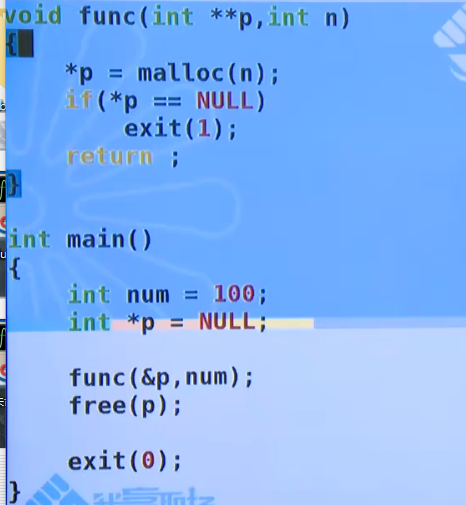 void func(int **p,int n)
{
    *p = malloc(n);
    if(*p == NULL)
        exit(1);
    return ;
}
int main()
{
    int num = 100;
    int *p = NULL;
    func(&p,num);
    free(p);
    exit(0);
}